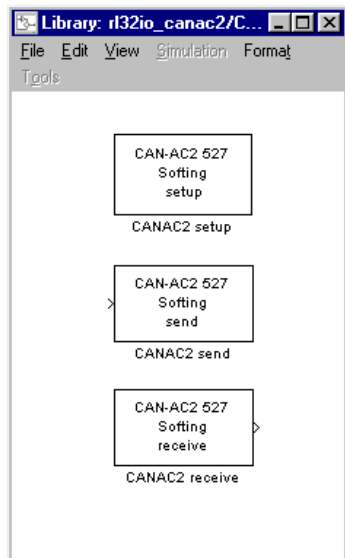 Library: rl32io_canac2/C...
File Edit View Simulation Format
Tools
CAN-AC2 527
Softing
setup
CANAC2 setup
CAN-AC2 527
Softing
send
CANAC2 send
CAN-AC2 527
Softing
receive
CANAC2 receive